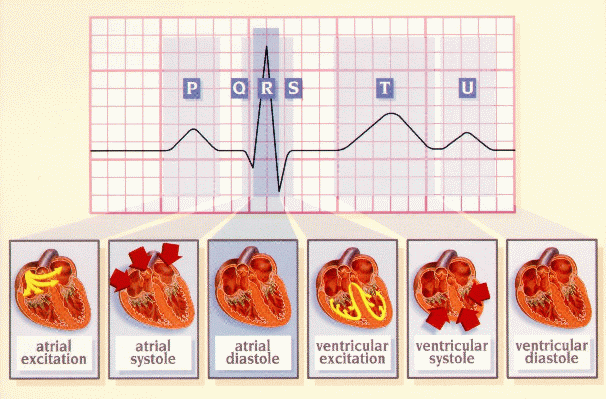 P Q R S T U
atrial
excitation
atrial
systole
atrial
diastole
ventricular
excitation
ventricular
systole
ventricular
diastole